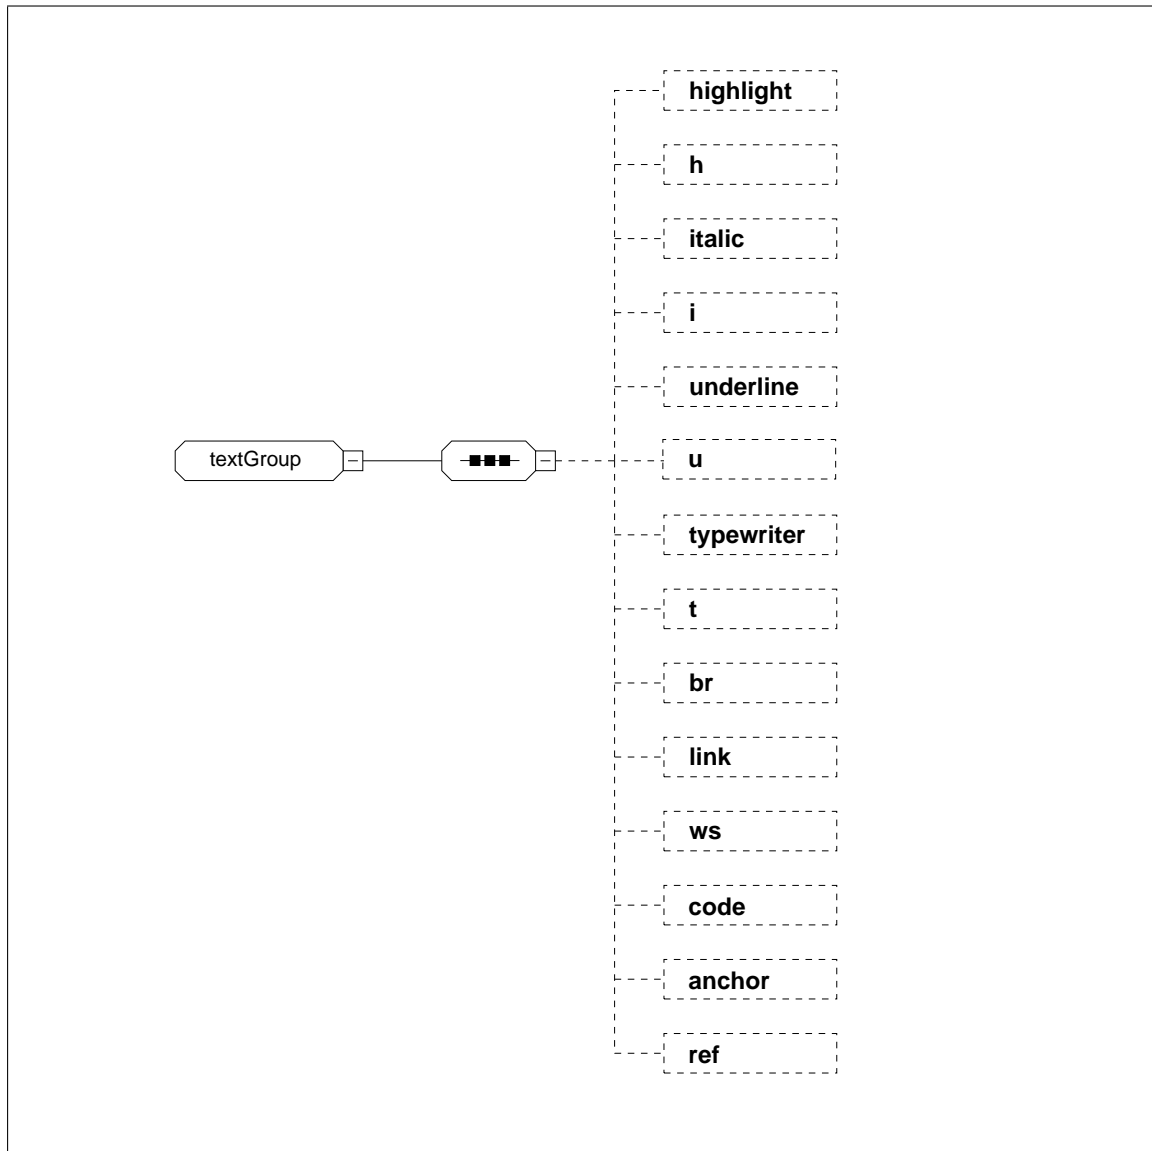 highlight
h
italic
i
underline
textGroup
u
typewriter
t
br
link
ws
code
anchor
ref